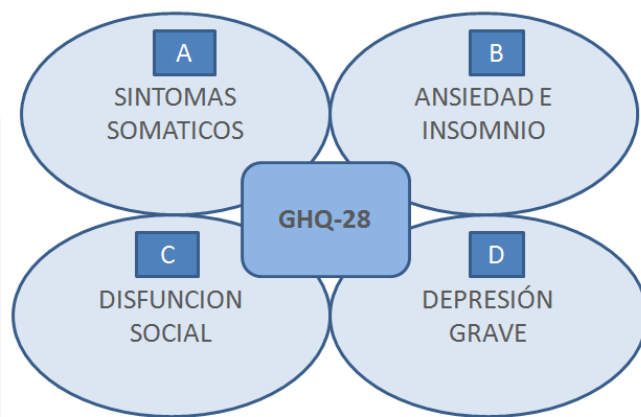 A
SINTOMAS
SOMATICOS
B
ANSIEDAD E
INSOMNIO
GHQ-28
C
DISFUNCION
SOCIAL
D
DEPRESIÓN
GRAVE